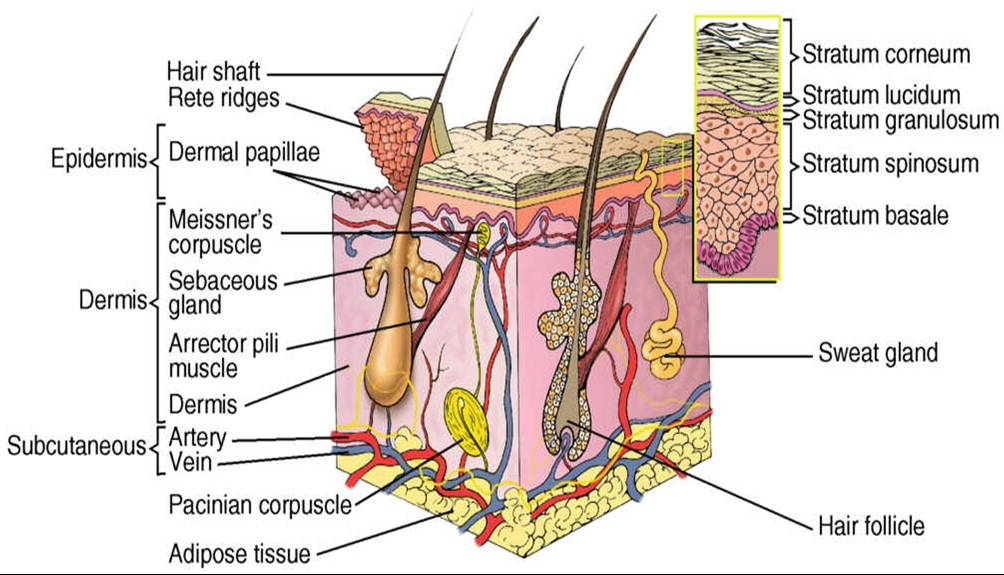 Hair shaft
Rete ridges
Epidermis
Dermal papillae
Meissner's
corpuscle
Dermis
Sebaceous
gland
Arrector pili
muscle
Dermis
Subcutaneous
Artery
Vein
Pacinian corpuscle
Adipose tissue
Stratum corneum
Stratum lucidum
Stratum granulosum
Stratum spinosum
Stratum basale
Sweat gland
Hair follicle